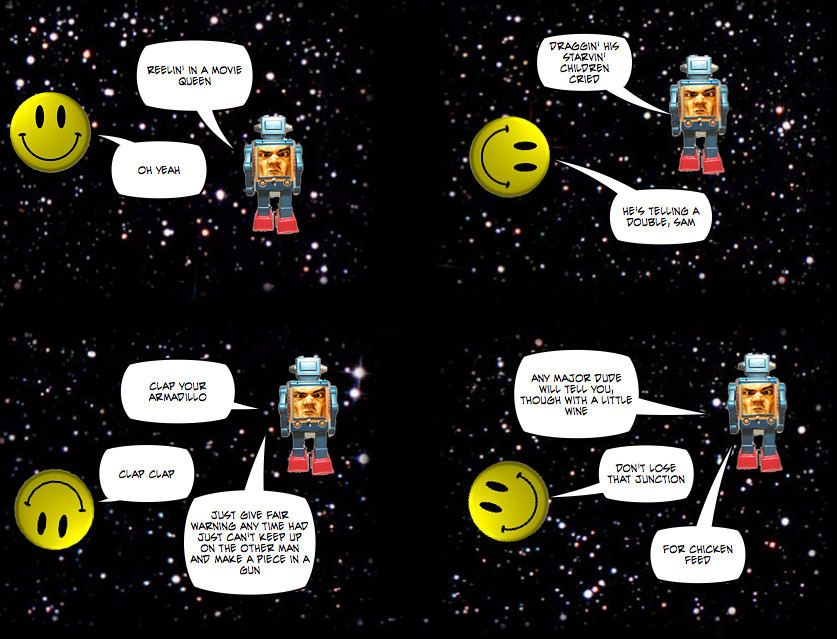 REELIN' IN A MOVIE
QUEEN
OH YEAH
DRAGGIN' HIS
STARVIN'
CHILDREN
CRIED
HE'S TELLING A
DOUBLE, SAM
CLAP YOUR
ARMADILLO
CLAP CLAP
JUST GIVE FAIR
WARNING ANY TIME HAD
JUST CAN'T KEEP UP
ON THE OTHER MAN
AND MAKE A PIECE IN A
GUN
ANY MAJOR DUDE
WILL TELL YOU,
THOUGH WITH A LITTLE
WINE
DON'T LOSE
THAT JUNCTION
FOR CHICKEN
FEED